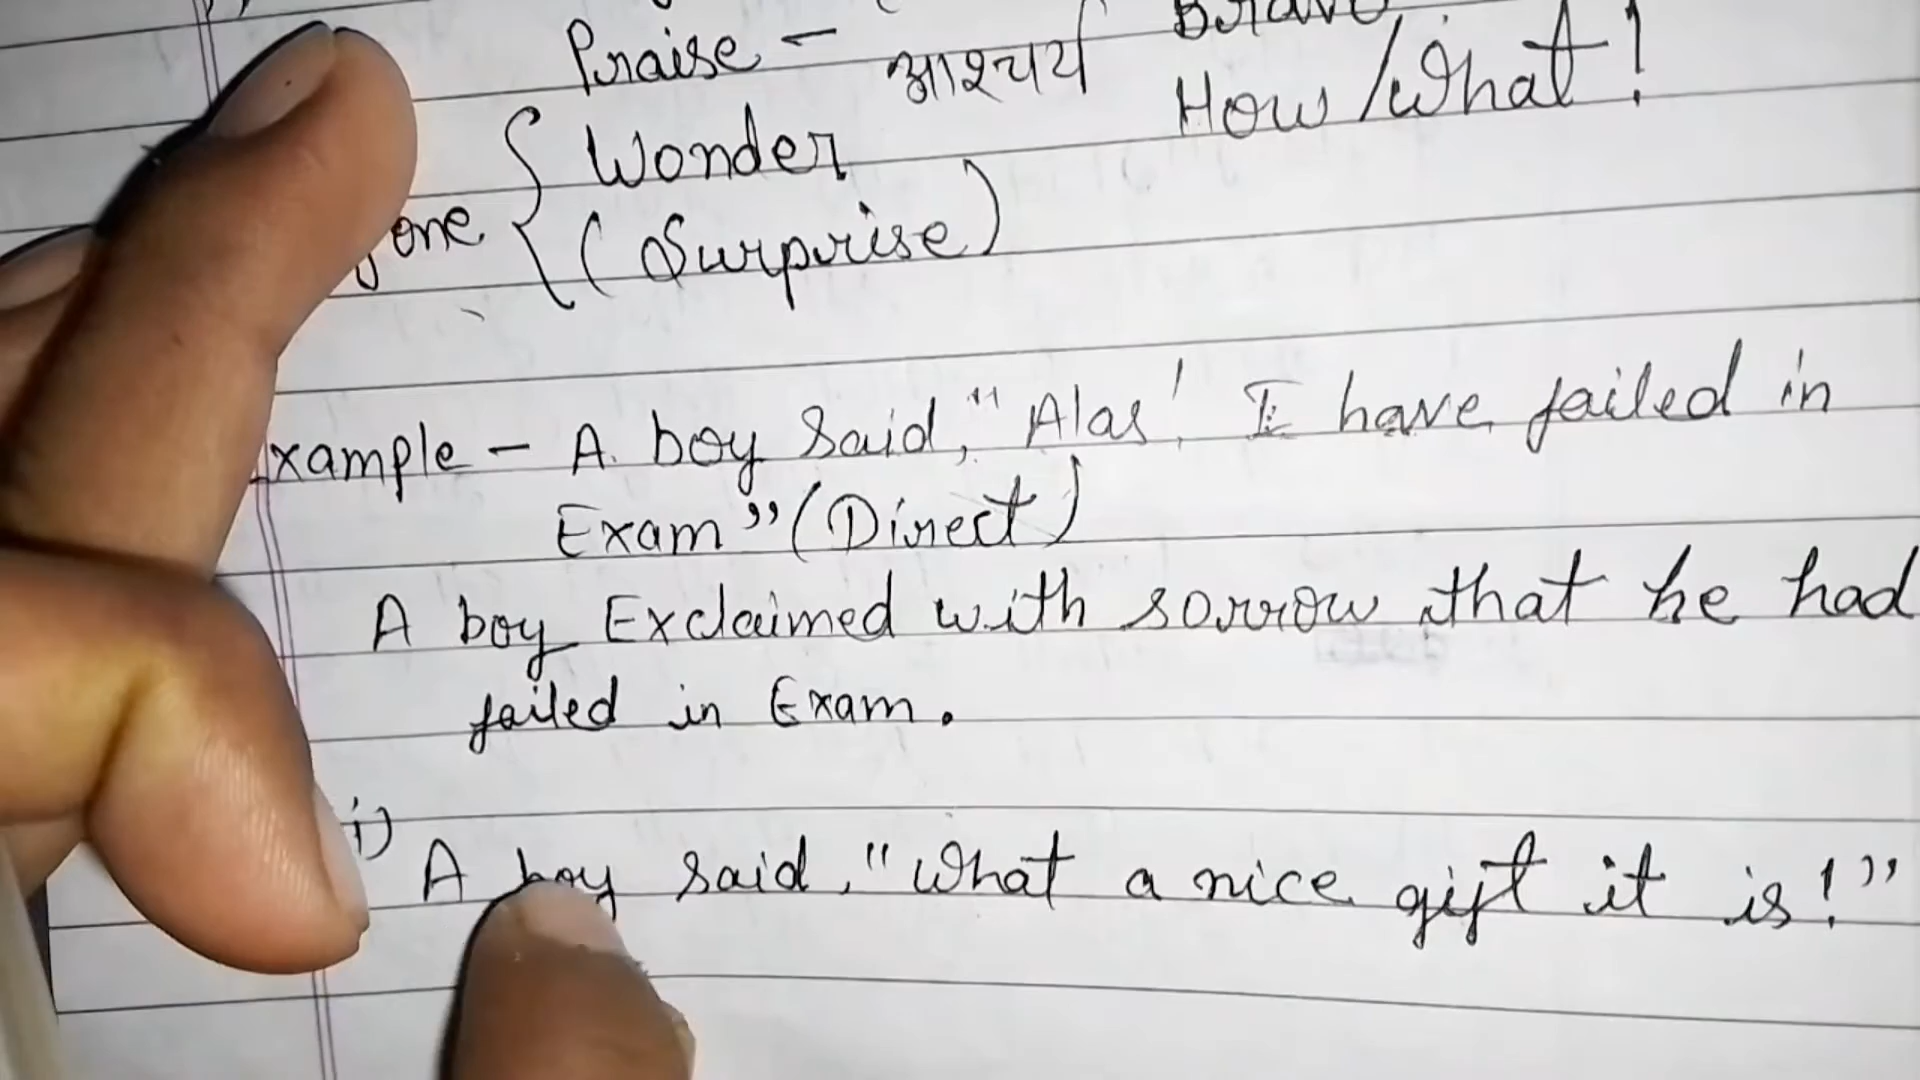 Praise - आश्चर्य
How/What!
{ Wonder
one { (Surprise)
xample - A boy said, "Alas! I have failed in
Exam" (Direct)
A boy Exclaimed with sorrow that he had
failed in Exam.
i) A boy said, "What a nice gift it is!"